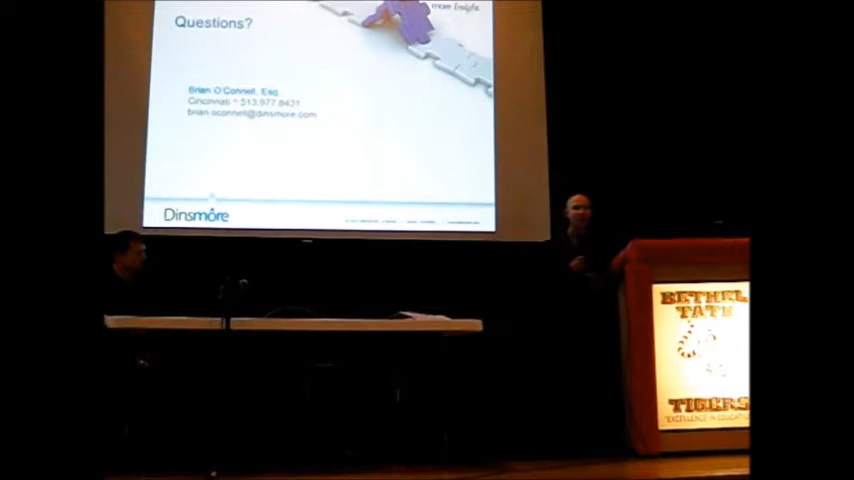 more Insight.
Questions?
Brian O'Connell, Esq.
Cincinnati ^ 513.977.8431
brian.oconnell@dinsmore.com
Dinsmore
BETHEL
TATE
TIGERS
"EXCELLENCE IN EDUCATION